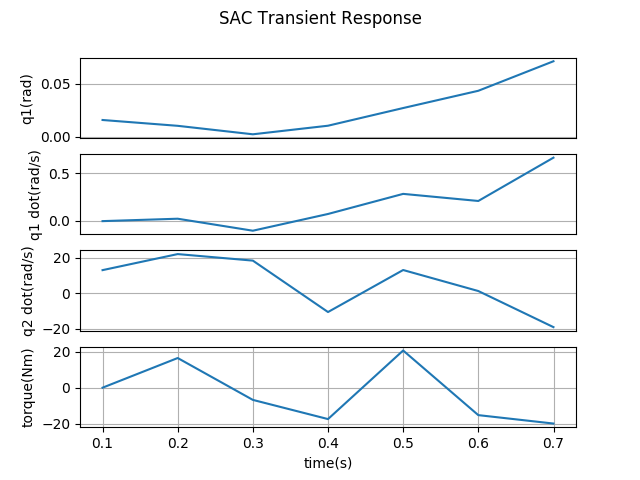 SAC Transient Response
q1(rad)
0.05
0.00
q1 dot(rad/s)
0.5
0.0
q2 dot(rad/s)
20
0
−20
torque(Nm)
20
0
−20
0.1 0.2 0.3 0.4 0.5 0.6 0.7
time(s)